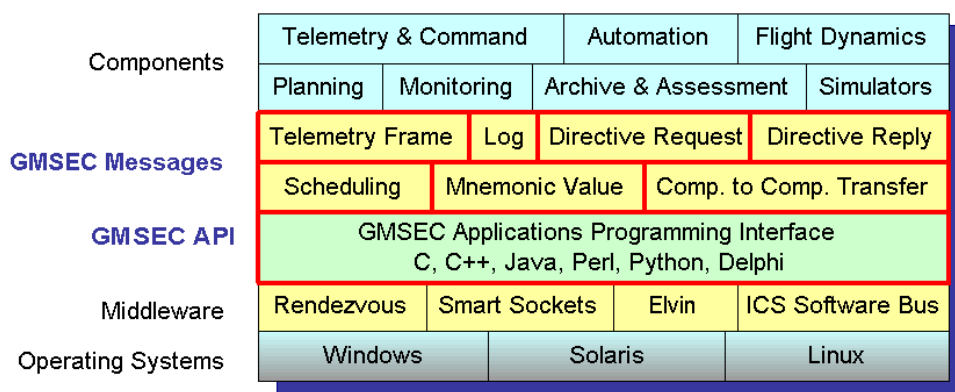 Components
Telemetry & Command Automation Flight Dynamics
Planning Monitoring Archive & Assessment Simulators
GMSEC Messages
Telemetry Frame Log Directive Request Directive Reply
Scheduling Mnemonic Value Comp. to Comp. Transfer
GMSEC API
GMSEC Applications Programming Interface
C, C++, Java, Perl, Python, Delphi
Middleware
Rendezvous Smart Sockets Elvin ICS Software Bus
Operating Systems
Windows Solaris Linux